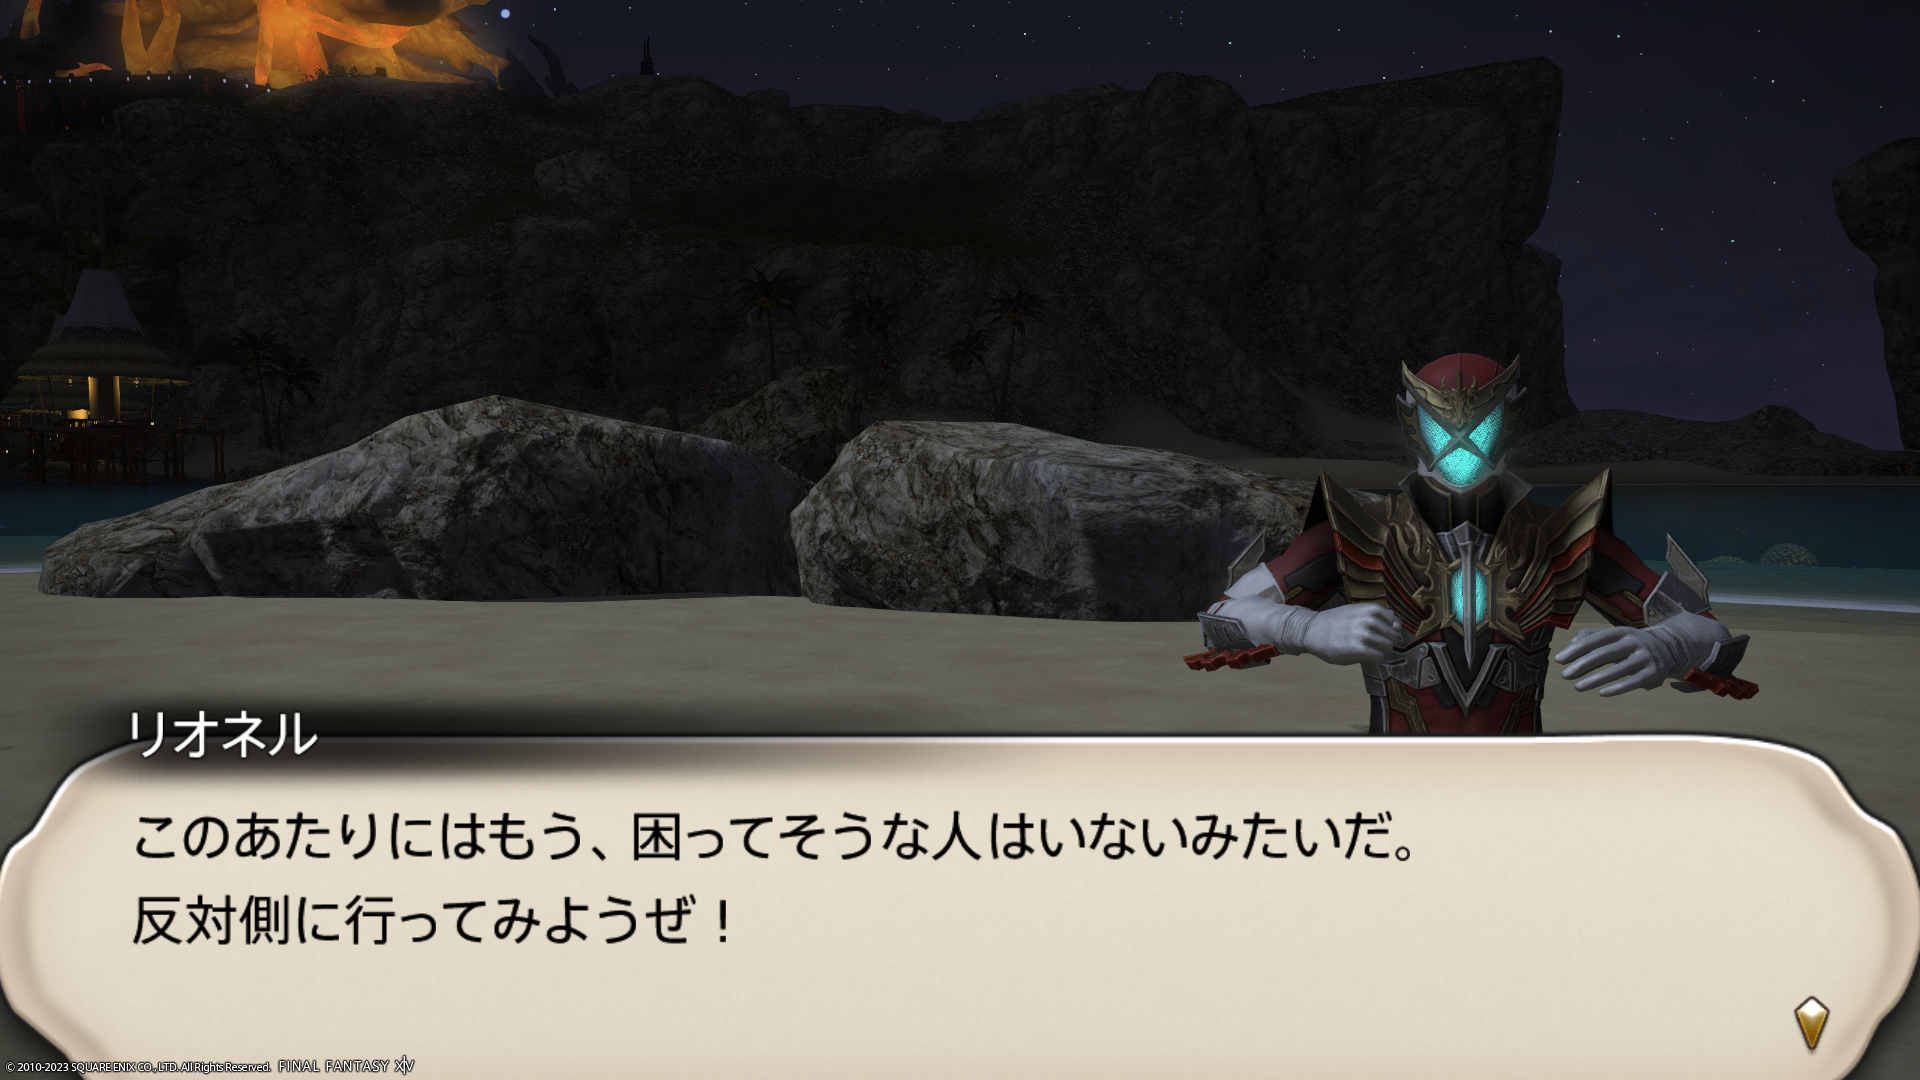 リオネル
このあたりにはもう、困ってそうな人はいないみたいだ。
反対側に行ってみようぜ！
© 2010-2023 SQUARE ENIX CO., LTD. All Rights Reserved. FINAL FANTASY XIV